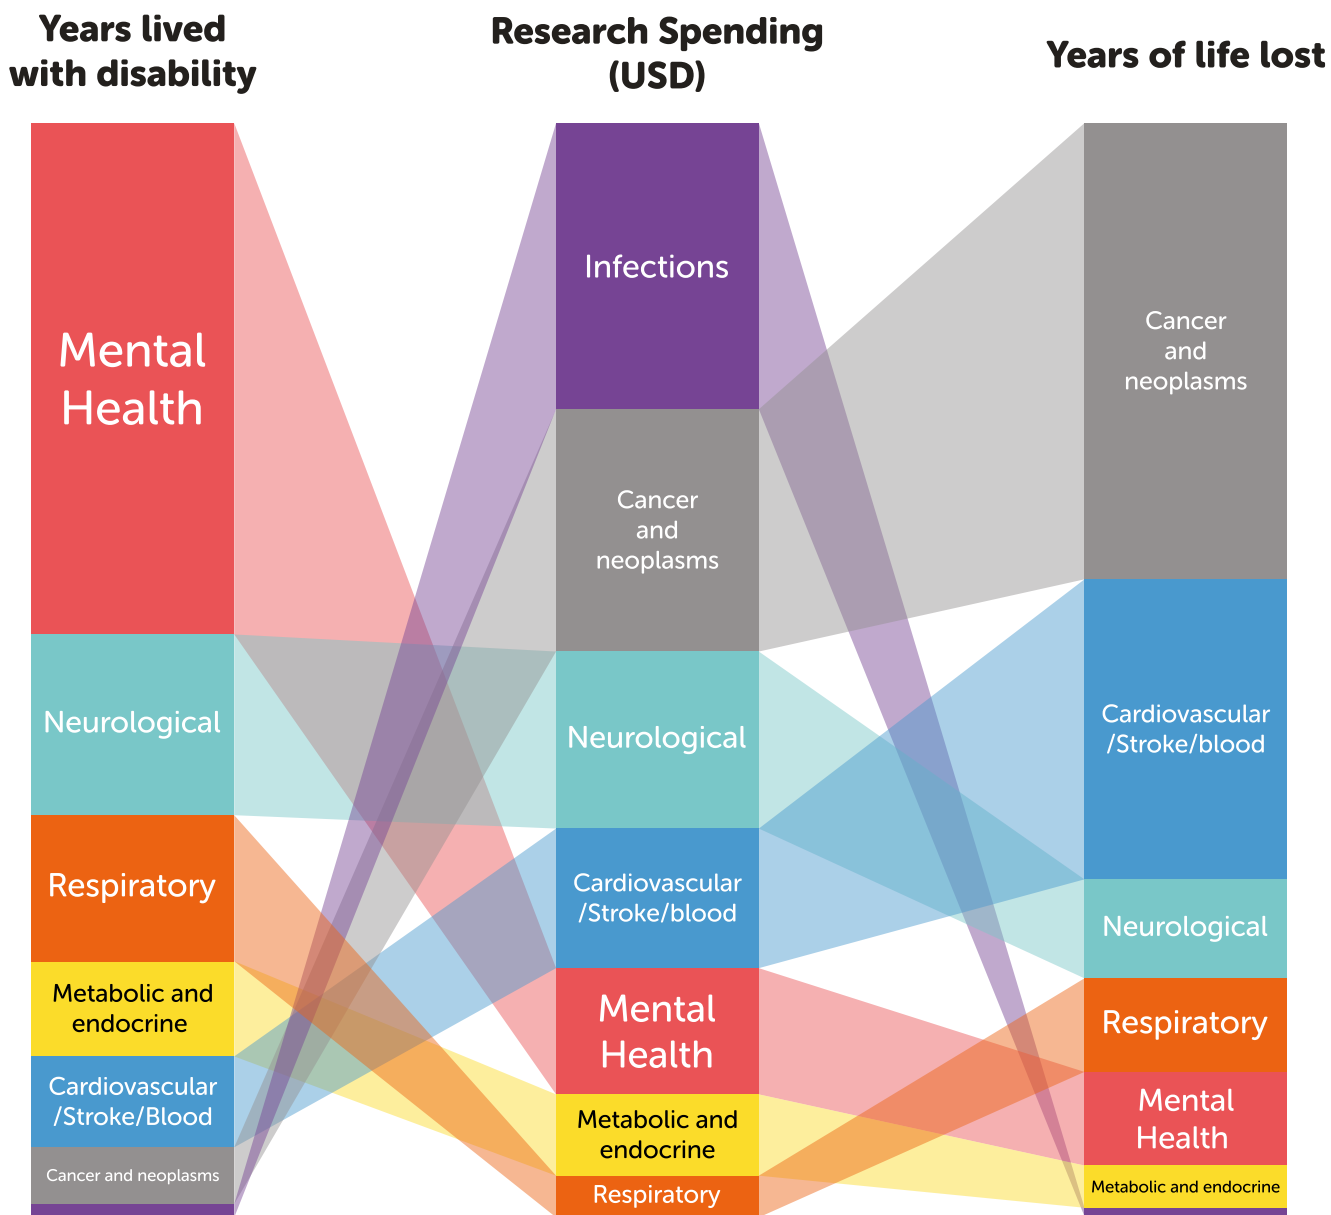 Years lived
with disability
Research Spending
(USD)
Years of life lost
Mental
Health
Neurological
Respiratory
Metabolic and
endocrine
Cardiovascular
/Stroke/Blood
Cancer and neoplasms
Infections
Cancer
and
neoplasms
Neurological
Cardiovascular
/Stroke/blood
Mental
Health
Metabolic and
endocrine
Respiratory
Cancer
and
neoplasms
Cardiovascular
/Stroke/blood
Neurological
Respiratory
Mental
Health
Metabolic and endocrine